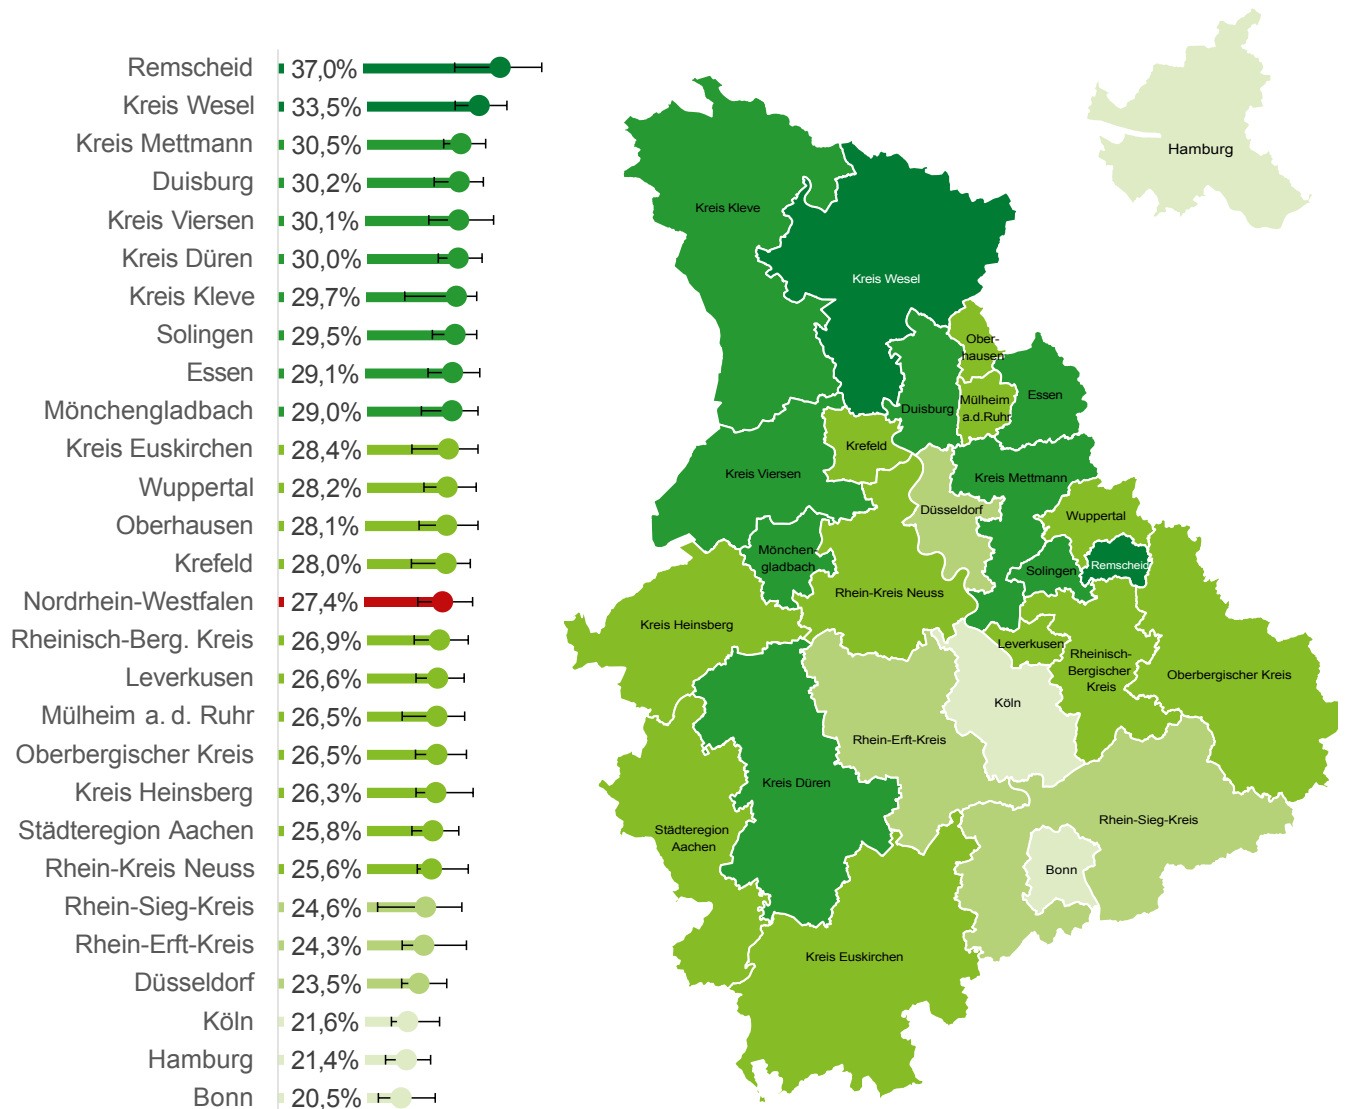 Remscheid 37,0%
Kreis Wesel 33,5%
Kreis Mettmann 30,5%
Duisburg 30,2%
Kreis Viersen 30,1%
Kreis Düren 30,0%
Kreis Kleve 29,7%
Solingen 29,5%
Essen 29,1%
Mönchengladbach 29,0%
Kreis Euskirchen 28,4%
Wuppertal 28,2%
Oberhausen 28,1%
Krefeld 28,0%
Nordrhein-Westfalen 27,4%
Rheinisch-Berg. Kreis 26,9%
Leverkusen 26,6%
Mülheim a. d. Ruhr 26,5%
Oberbergischer Kreis 26,5%
Kreis Heinsberg 26,3%
Städteregion Aachen 25,8%
Rhein-Kreis Neuss 25,6%
Rhein-Sieg-Kreis 24,6%
Rhein-Erft-Kreis 24,3%
Düsseldorf 23,5%
Köln 21,6%
Hamburg 21,4%
Bonn 20,5%
Hamburg
Kreis Kleve
Kreis Wesel
Ober-
hausen
Essen
Mülheim
a.d.Ruhr
Duisburg
Krefeld
Kreis Viersen
Kreis Mettmann
Düsseldorf
Wuppertal
Mönchen-
gladbach
Remscheid
Solingen
Rhein-Kreis Neuss
Kreis Heinsberg
Leverkusen
Rheinisch-
Bergischer
Kreis
Oberbergischer Kreis
Köln
Rhein-Erft-Kreis
Kreis Düren
Rhein-Sieg-Kreis
Städteregion
Aachen
Bonn
Kreis Euskirchen